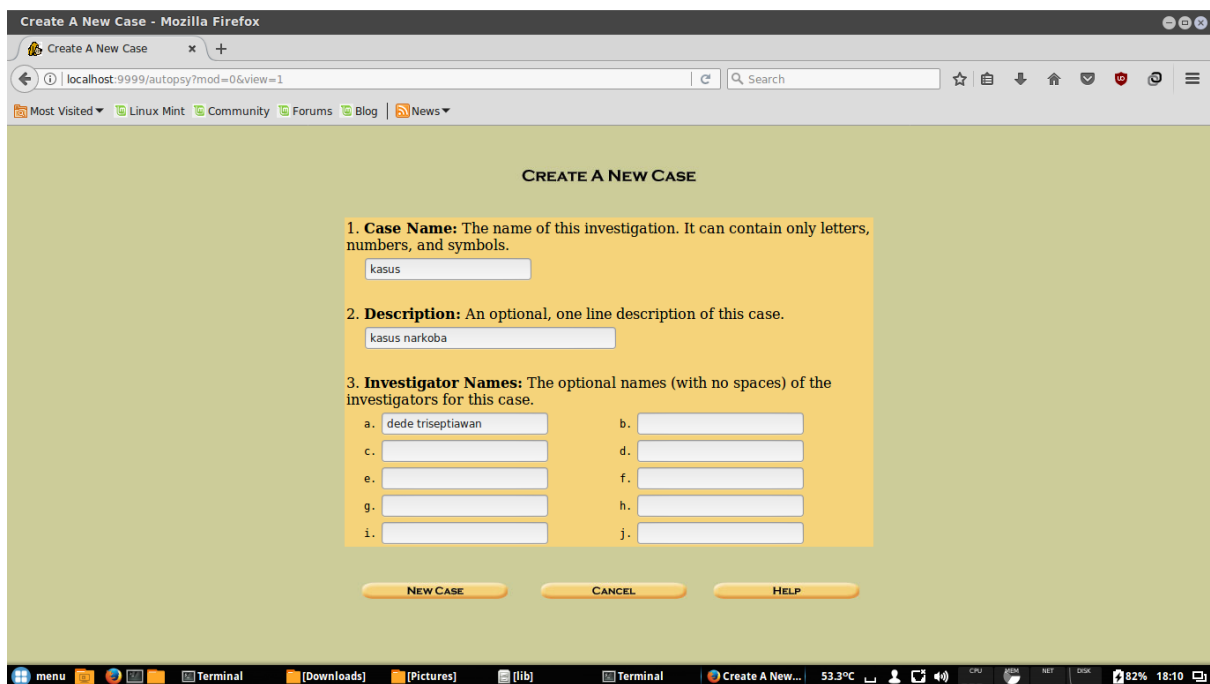 Create A New Case - Mozilla Firefox
Create A New Case
localhost:9999/autopsy?mod=0&view=1
Search
Most Visited
Linux Mint
Community
Forums
Blog
News
CREATE A NEW CASE
1. Case Name: The name of this investigation. It can contain only letters,
numbers, and symbols.
kasus
2. Description: An optional, one line description of this case.
kasus narkoba
3. Investigator Names: The optional names (with no spaces) of the
investigators for this case.
a. dede triseptiawan b.
c. d.
e. f.
g. h.
i. j.
NEW CASE CANCEL HELP
menu Terminal [Downloads] [Pictures] [lib] Terminal Create A New... 53.3ºC CPU MEM NET DISK 82% 18:10